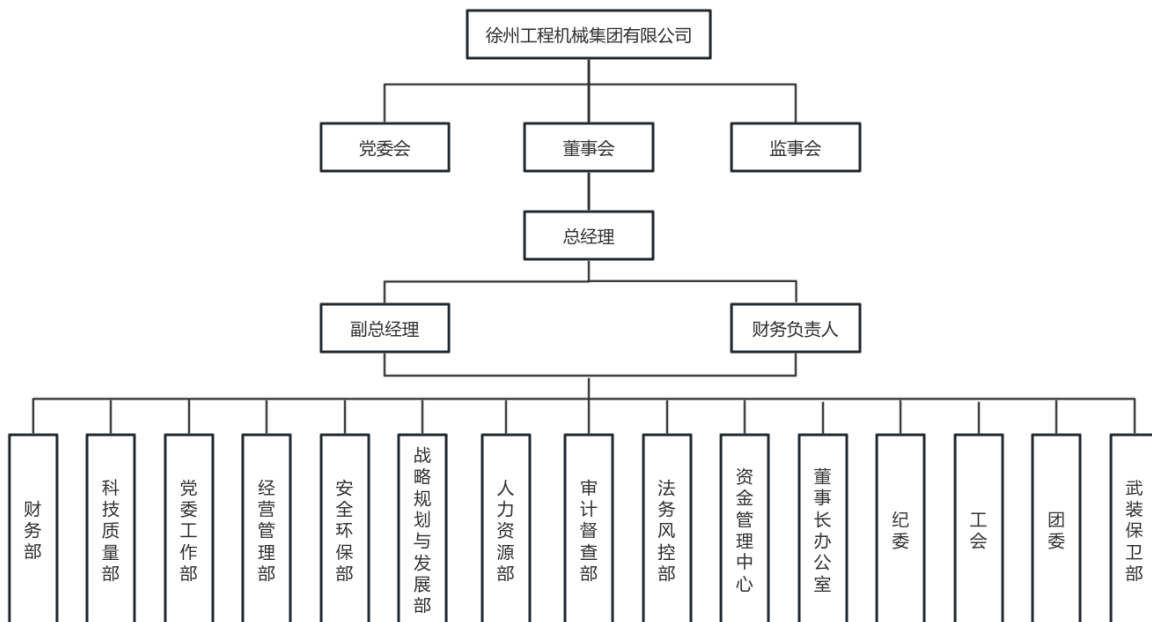 徐州工程机械集团有限公司
党委会
董事会
监事会
总经理
副总经理
财务负责人
财务部
科技质量部
党委工作部
经营管理部
安全环保部
战略规划与发展部
人力资源部
审计督查部
法务风控部
资金管理中心
董事长办公室
纪委
工会
团委
武装保卫部